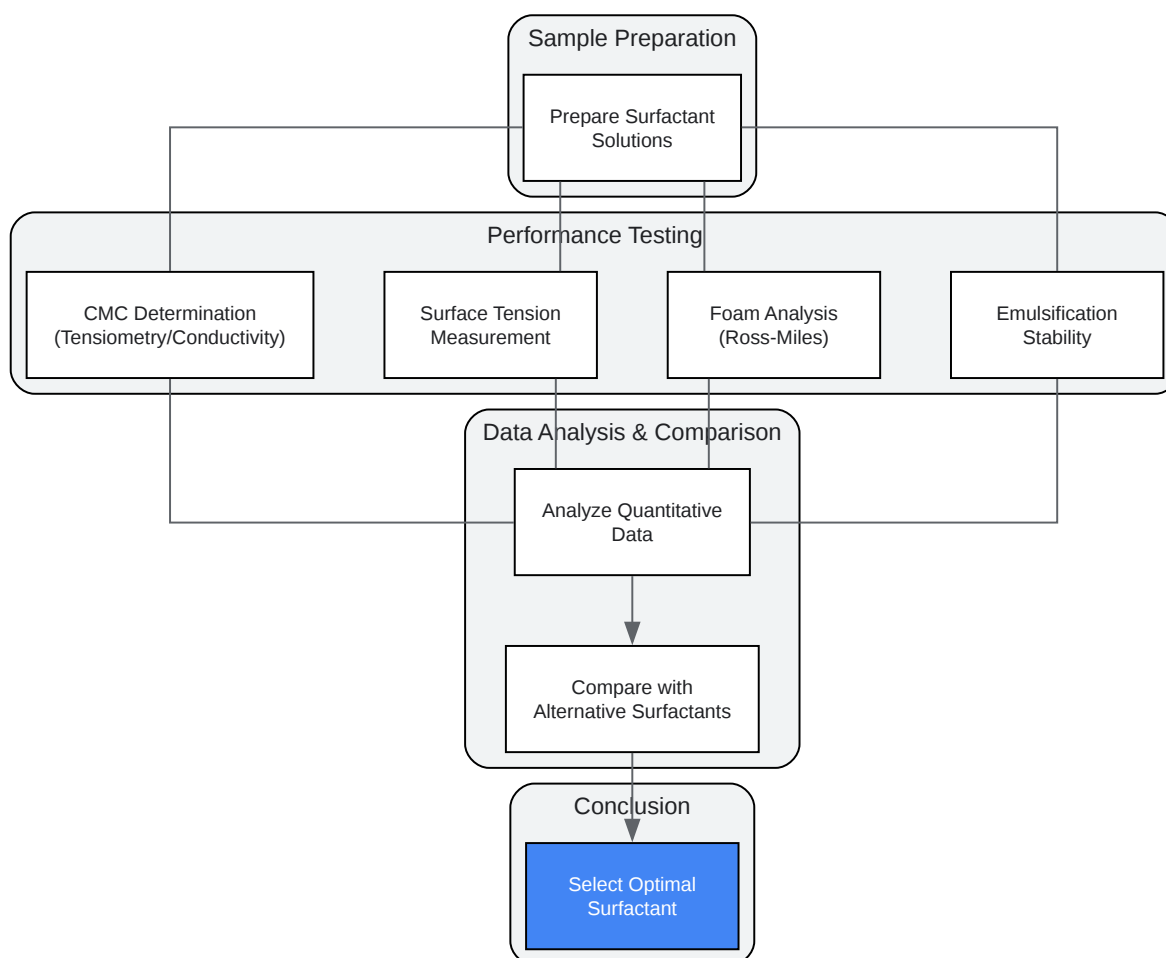 Sample Preparation
Prepare Surfactant
Solutions
Performance Testing
CMC Determination
(Tensiometry/Conductivity)
Surface Tension
Measurement
Foam Analysis
(Ross-Miles)
Emulsification
Stability
Data Analysis & Comparison
Analyze Quantitative
Data
Compare with
Alternative Surfactants
Conclusion
Select Optimal
Surfactant